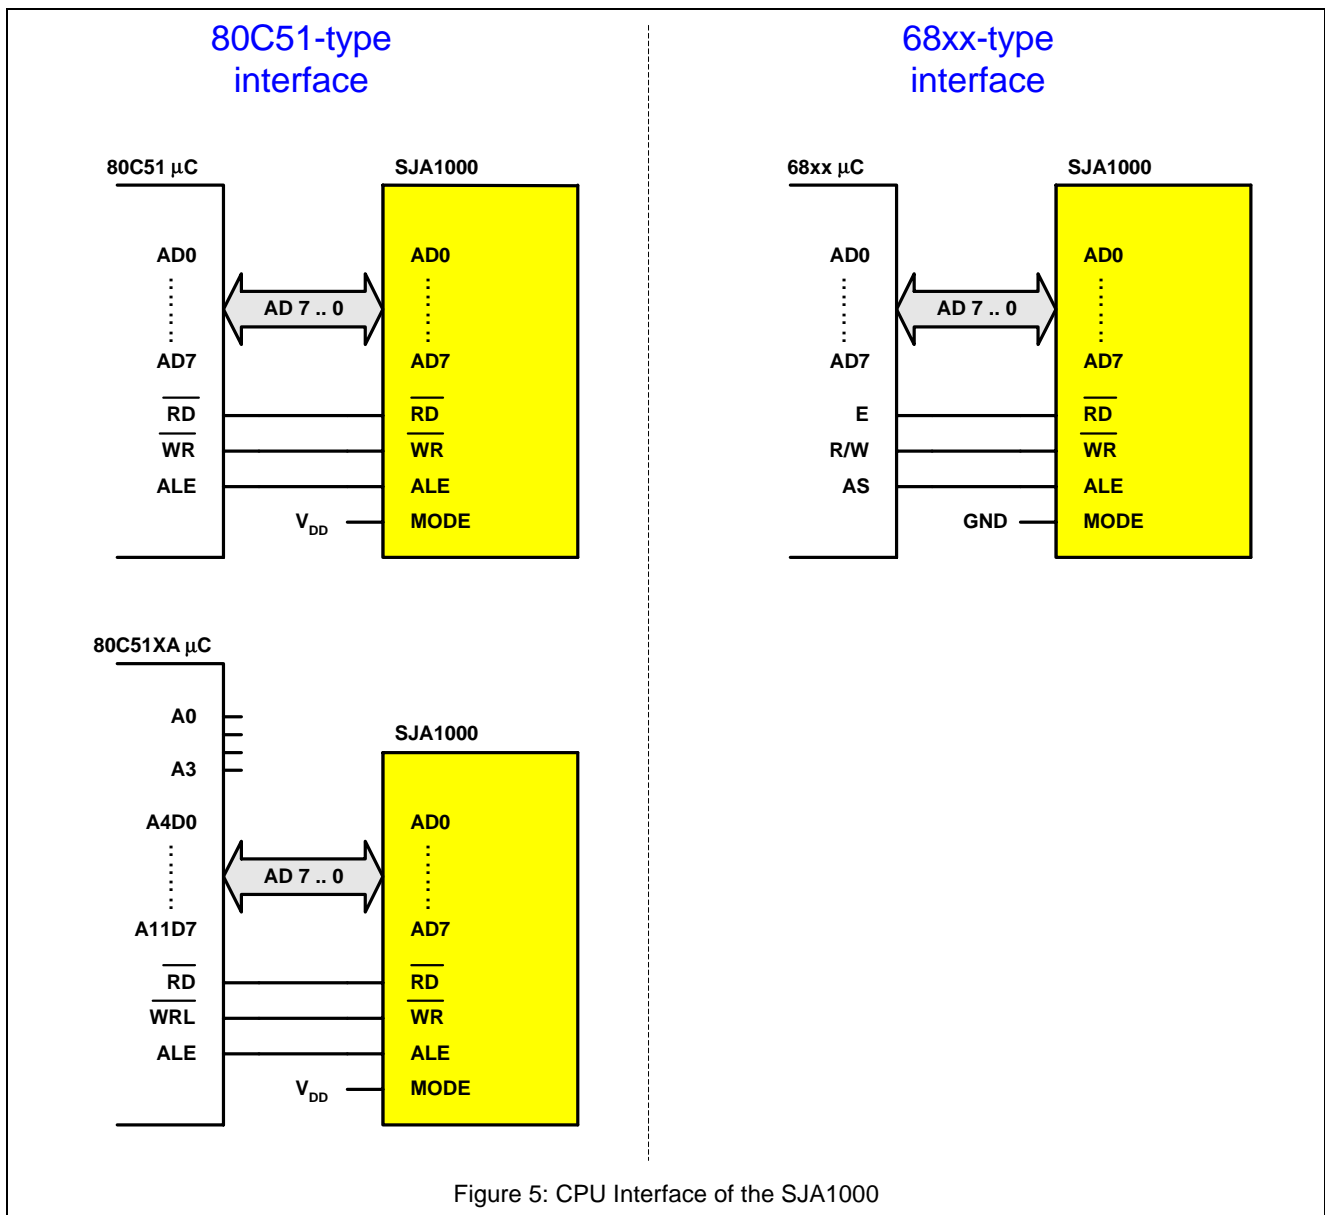 80C51-type
interface
68xx-type
interface
80C51 µC
SJA1000
AD0
AD7
RD
WR
ALE
AD 7 .. 0
VDD
AD0
AD7
RD
WR
ALE
MODE
68xx µC
SJA1000
AD0
AD7
E
R/W
AS
AD 7 .. 0
GND
AD0
AD7
RD
WR
ALE
MODE
80C51XA µC
SJA1000
A0
A3
A4D0
A11D7
RD
WRL
ALE
AD 7 .. 0
VDD
AD0
AD7
RD
WR
ALE
MODE
Figure 5: CPU Interface of the SJA1000